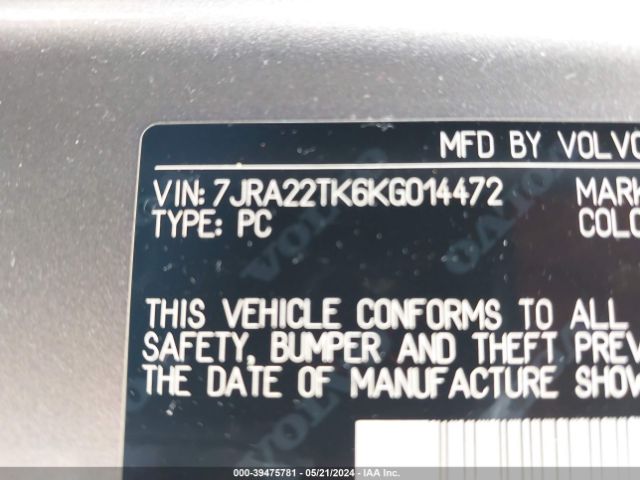 MFD BY VOLVO
VIN: 7JRA22TK6KG014472
MARK
TYPE: PC
COLO
THIS VEHICLE CONFORMS TO ALL
SAFETY, BUMPER AND THEFT PREV
THE DATE OF MANUFACTURE SHOW
000-39475781 - 05/21/2024 - IAA Inc.